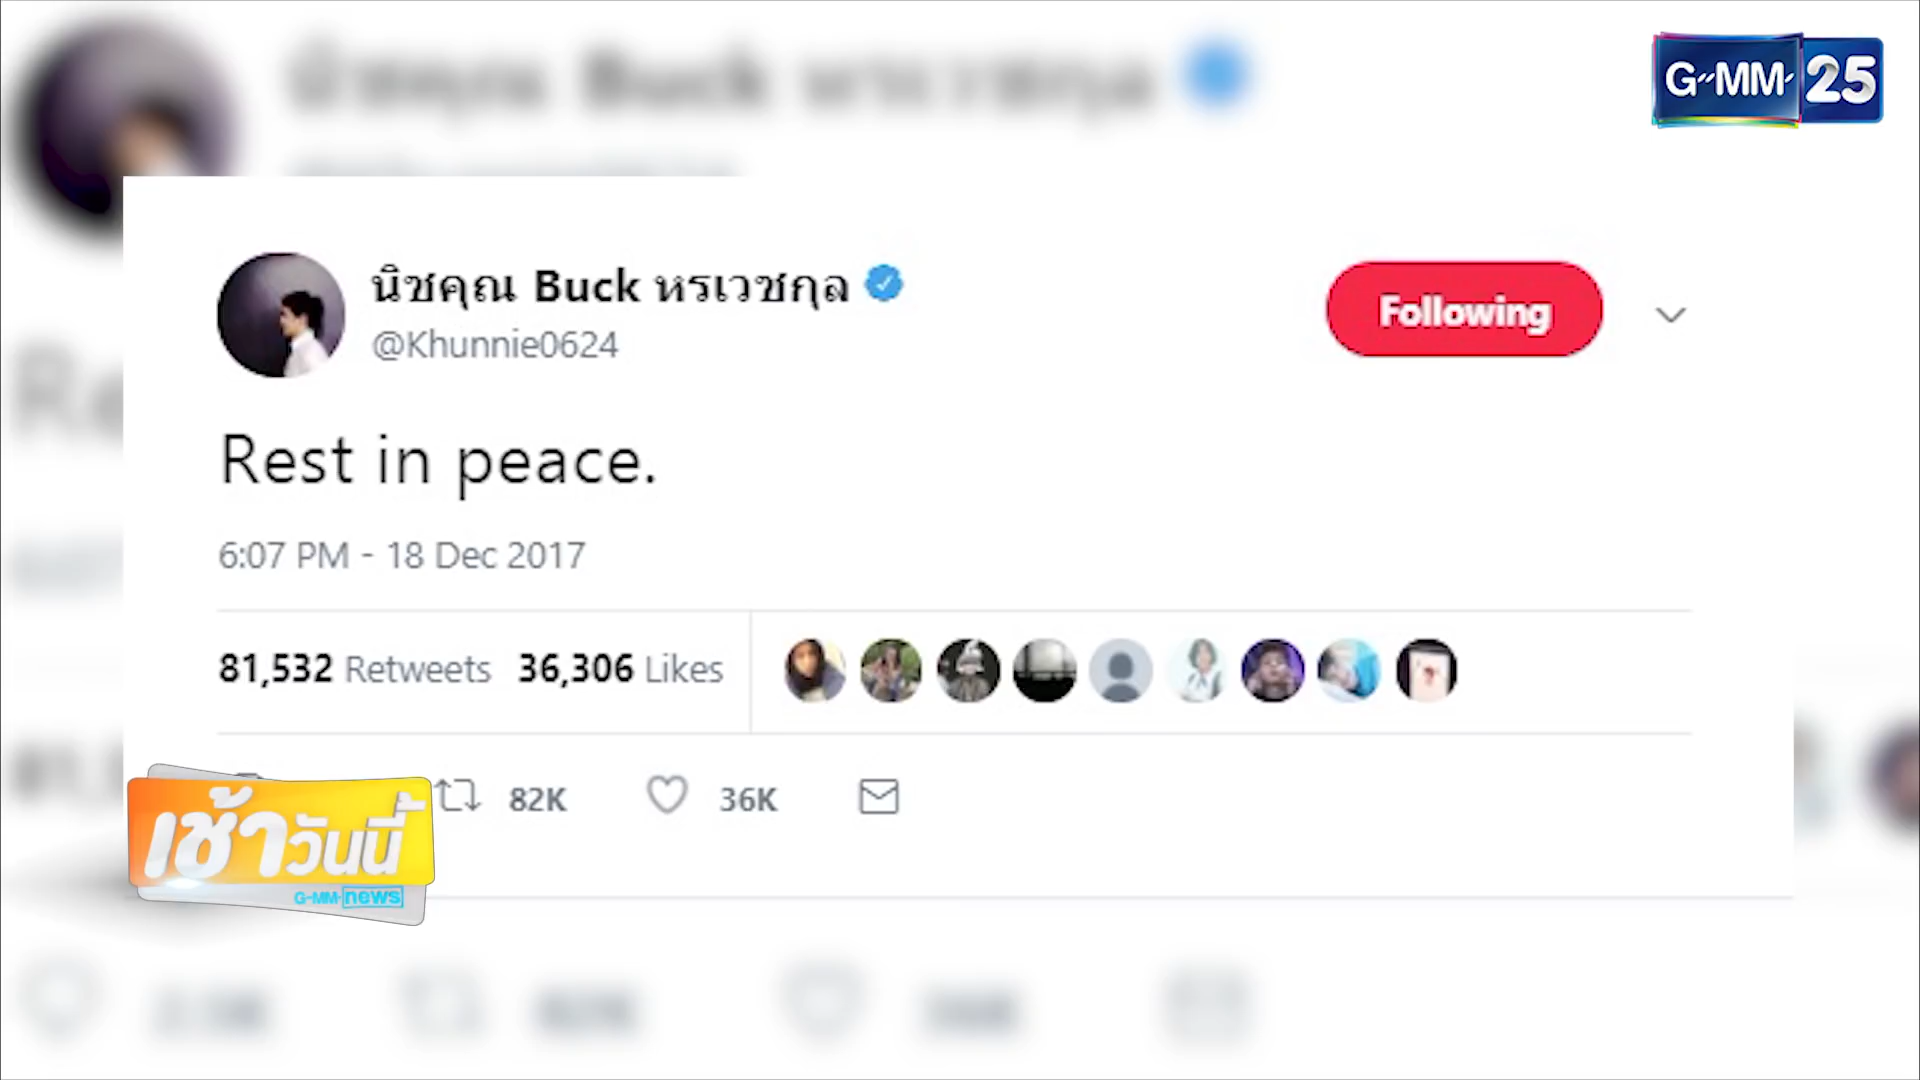 G-MM- 25
นิชคุณ Buck หรเวชกุล
@Khunnie0624
Following
Rest in peace.
6:07 PM - 18 Dec 2017
81,532 Retweets 36,306 Likes
82K 36K
เช้าวันนี้
G-MM- news